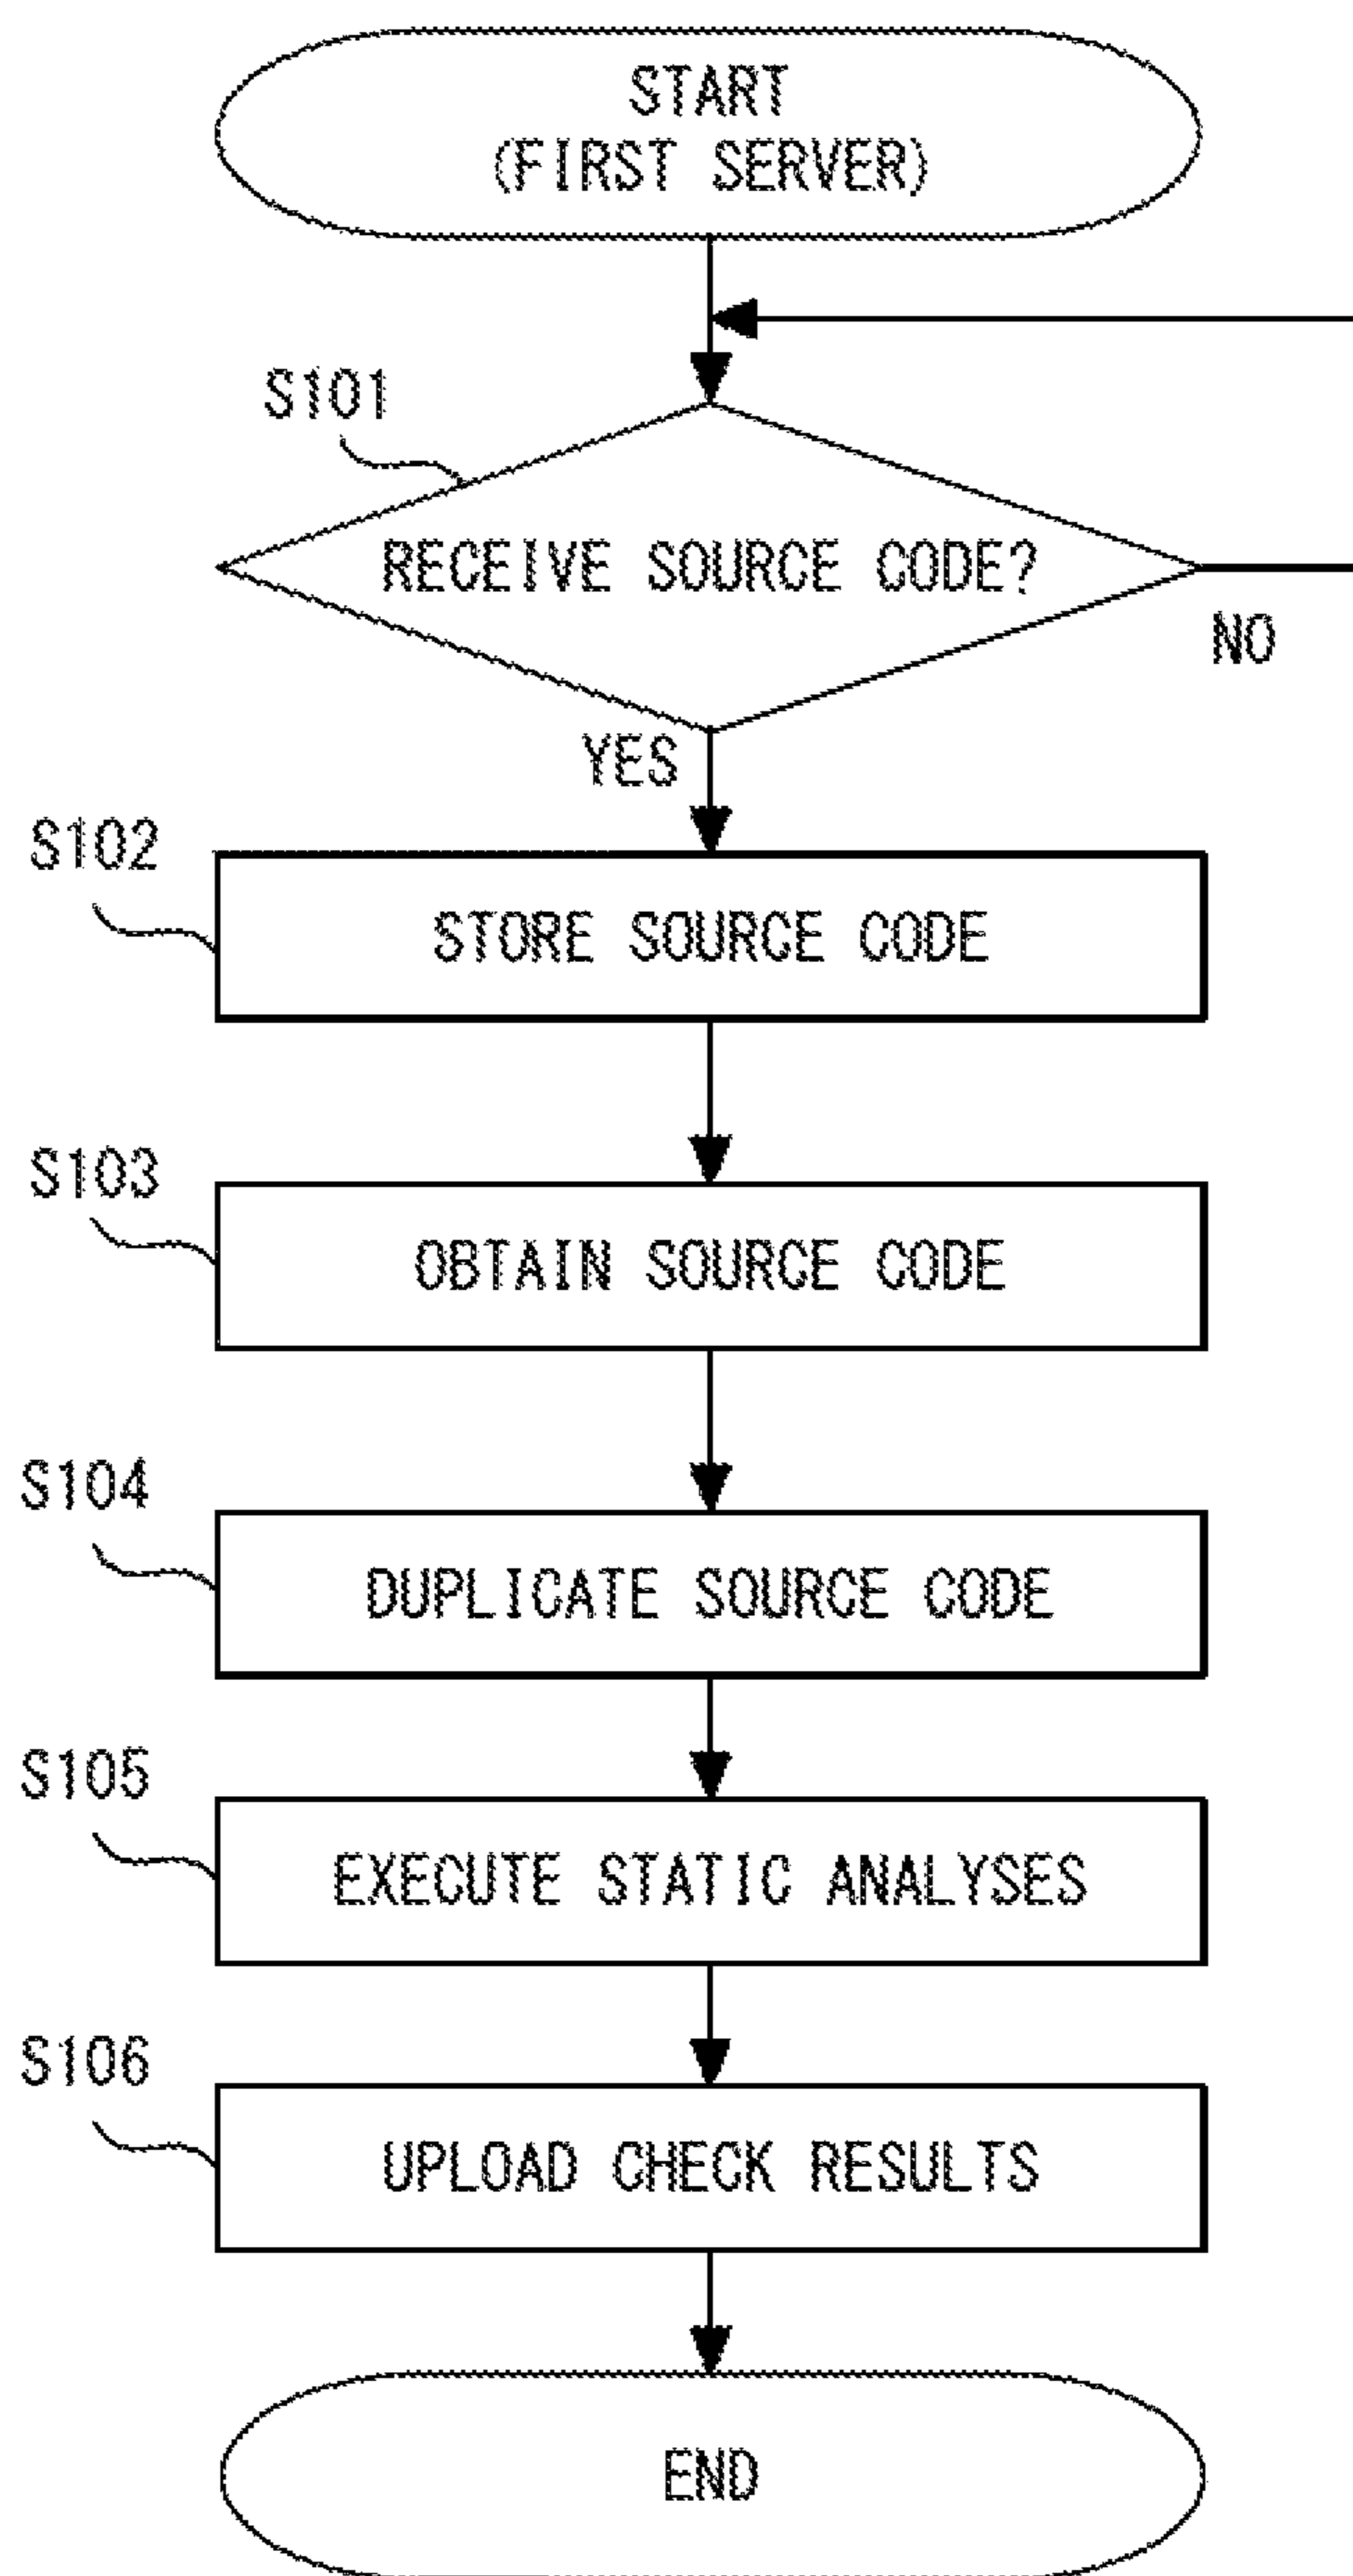 START
(FIRST SERVER)
S101
RECEIVE SOURCE CODE?
NO
YES
S102
STORE SOURCE CODE
S103
OBTAIN SOURCE CODE
S104
DUPLICATE SOURCE CODE
S105
EXECUTE STATIC ANALYSES
S106
UPLOAD CHECK RESULTS
END